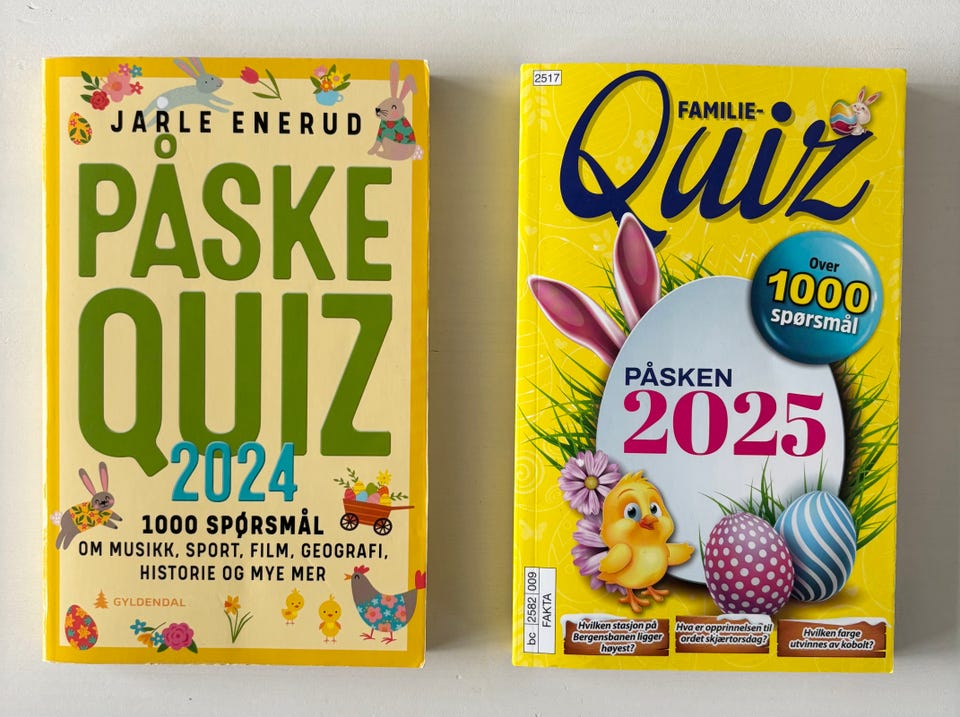 JARLE ENERUD
PÅSKE
QUIZ
2024
1000 SPØRSMÅL
OM MUSIKK, SPORT, FILM, GEOGRAFI,
HISTORIE OG MYE MER
GYLDENDAL
2517
FAMILIE-
Quiz
Over
1000
spørsmål
PÅSKEN
2025
bc 2582 009
FAKTA
Hvilken stasjon på
Bergensbanen ligger
høyest?
Hva er opprinnelsen til
ordet skjærtorsdag?
Hvilken farge
utvinnes av kobolt?